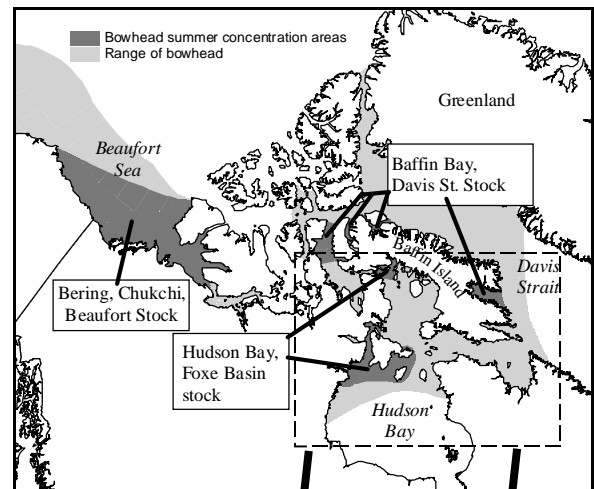 Bowhead summer concentration areas
Range of bowhead
Greenland
Beaufort
Sea
Baffin Bay,
Davis St. Stock
Baffin Island
Davis
Strait
Bering, Chukchi,
Beaufort Stock
Hudson Bay,
Foxe Basin
stock
Hudson
Bay